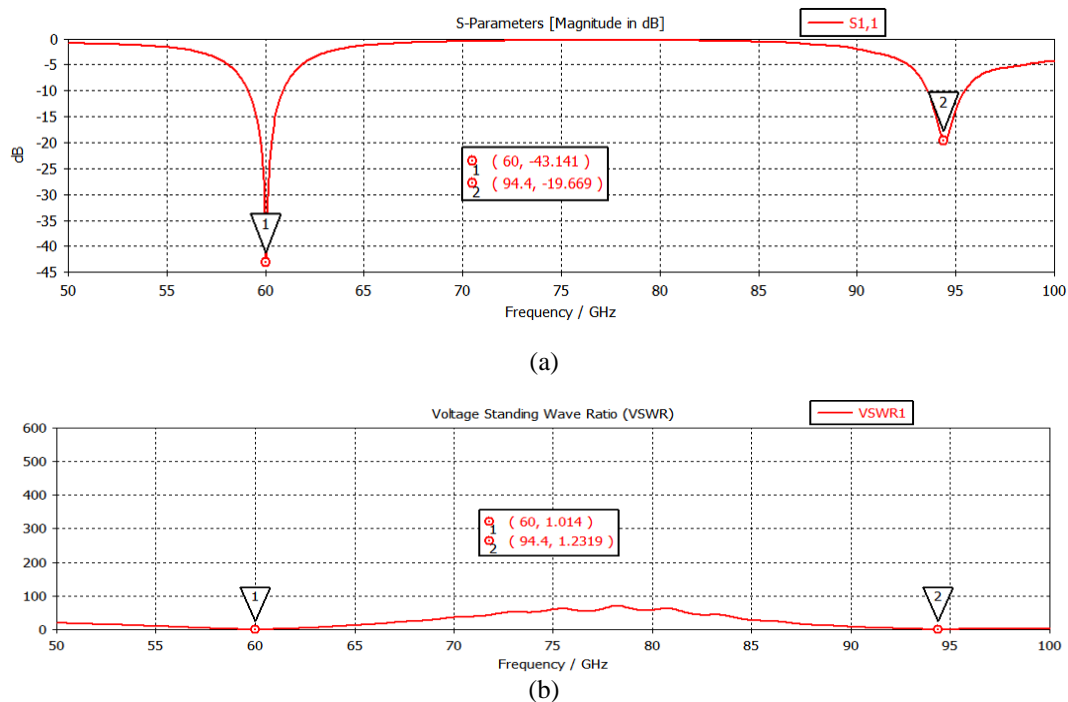 S-Parameters [Magnitude in dB]
S1,1
0
-5
-10
-15
-20
-25
-30
-35
-40
-45
dB
1
2
1 ( 60, -43.141 )
2 ( 94.4, -19.669 )
50 55 60 65 70 75 80 85 90 95 100
Frequency / GHz
(a)
Voltage Standing Wave Ratio (VSWR)
VSWR1
600
500
400
300
200
100
0
1
2
1 ( 60, 1.014 )
2 ( 94.4, 1.2319 )
50 55 60 65 70 75 80 85 90 95 100
Frequency / GHz
(b)